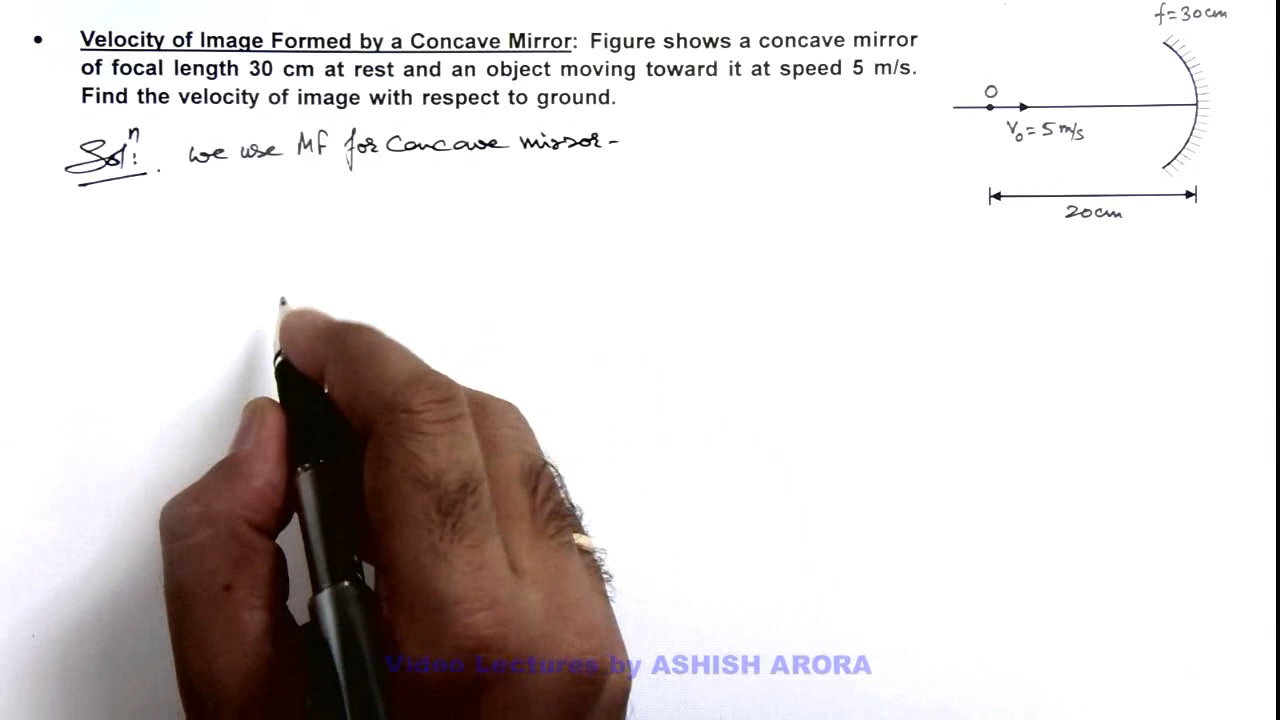 • Velocity of Image Formed by a Concave Mirror: Figure shows a concave mirror
of focal length 30 cm at rest and an object moving toward it at speed 5 m/s.
Find the velocity of image with respect to ground.
Solⁿ: . We use MF for Concave mirror -
f=30cm
O
V₀ = 5 m/s
20cm
Video Lectures by ASHISH ARORA